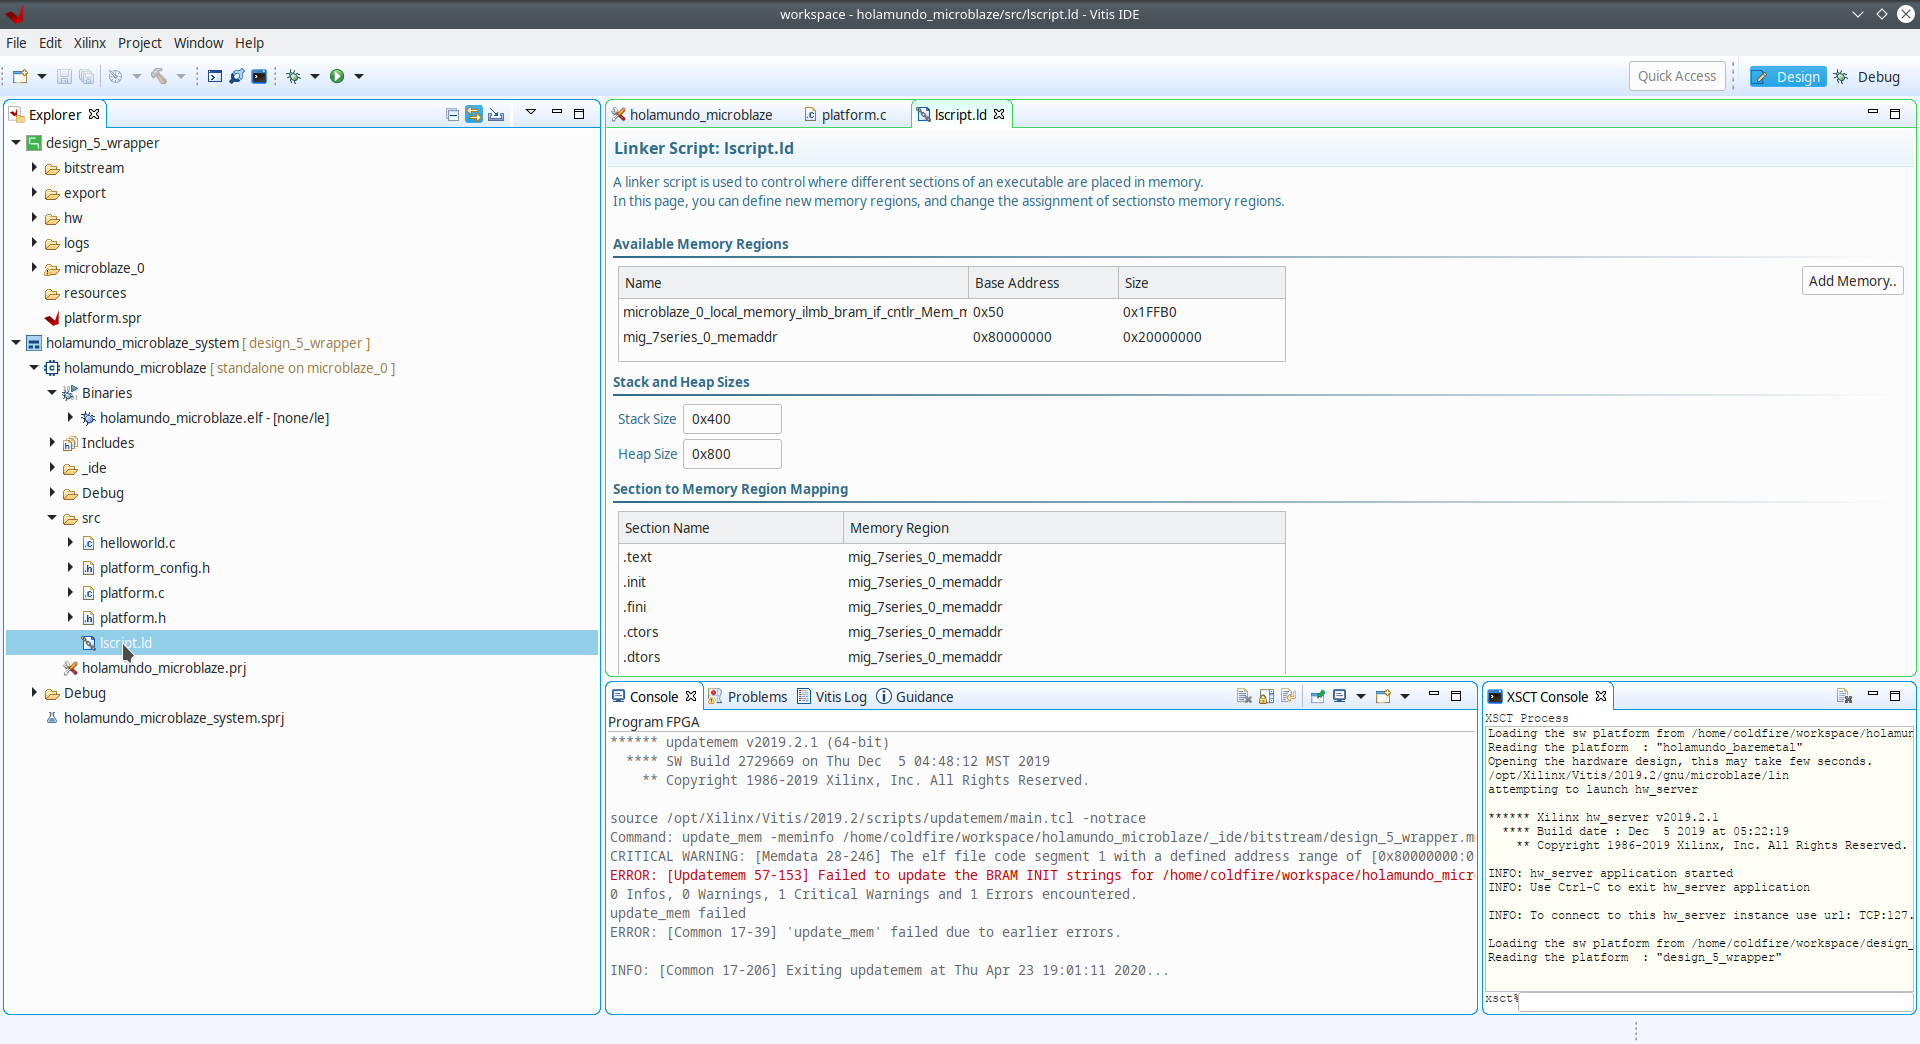 workspace - holamundo_microblaze/src/lscript.ld - Vitis IDE
File Edit Xilinx Project Window Help
Quick Access Design Debug
Explorer
design_5_wrapper
bitstream
export
hw
logs
microblaze_0
resources
platform.spr
holamundo_microblaze_system [ design_5_wrapper ]
holamundo_microblaze [ standalone on microblaze_0 ]
Binaries
holamundo_microblaze.elf - [none/le]
Includes
_ide
Debug
src
helloworld.c
platform_config.h
platform.c
platform.h
lscript.ld
holamundo_microblaze.prj
Debug
holamundo_microblaze_system.sprj
holamundo_microblaze platform.c lscript.ld
Linker Script: lscript.ld
A linker script is used to control where different sections of an executable are placed in memory.
In this page, you can define new memory regions, and change the assignment of sectionsto memory regions.
Available Memory Regions
Name Base Address Size
microblaze_0_local_memory_ilmb_bram_if_cntlr_Mem_m 0x50 0x1FFB0
mig_7series_0_memaddr 0x80000000 0x20000000
Add Memory..
Stack and Heap Sizes
Stack Size 0x400
Heap Size 0x800
Section to Memory Region Mapping
Section Name Memory Region
.text mig_7series_0_memaddr
.init mig_7series_0_memaddr
.fini mig_7series_0_memaddr
.ctors mig_7series_0_memaddr
.dtors mig_7series_0_memaddr
Console Problems Vitis Log Guidance
Program FPGA
****** updatemem v2019.2.1 (64-bit)
**** SW Build 2729669 on Thu Dec  5 04:48:12 MST 2019
** Copyright 1986-2019 Xilinx, Inc. All Rights Reserved.
source /opt/Xilinx/Vitis/2019.2/scripts/updatemem/main.tcl -notrace
Command: update_mem -meminfo /home/coldfire/workspace/holamundo_microblaze/_ide/bitstream/design_5_wrapper.m
CRITICAL WARNING: [Memdata 28-246] The elf file code segment 1 with a defined address range of [0x80000000:0
ERROR: [Updatemem 57-153] Failed to update the BRAM INIT strings for /home/coldfire/workspace/holamundo_micr
0 Infos, 0 Warnings, 1 Critical Warnings and 1 Errors encountered.
update_mem failed
ERROR: [Common 17-39] 'update_mem' failed due to earlier errors.
INFO: [Common 17-206] Exiting updatemem at Thu Apr 23 19:01:11 2020...
XSCT Console
XSCT Process
Loading the sw platform from /home/coldfire/workspace/holamun
Reading the platform  : "holamundo_baremetal"
Opening the hardware design, this may take few seconds.
/opt/Xilinx/Vitis/2019.2/gnu/microblaze/lin
attempting to launch hw_server
****** Xilinx hw_server v2019.2.1
**** Build date : Dec  5 2019 at 05:22:19
** Copyright 1986-2019 Xilinx, Inc. All Rights Reserved.
INFO: hw_server application started
INFO: Use Ctrl-C to exit hw_server application
INFO: To connect to this hw_server instance use url: TCP:127.
Loading the sw platform from /home/coldfire/workspace/design_
Reading the platform  : "design_5_wrapper"
xsct%